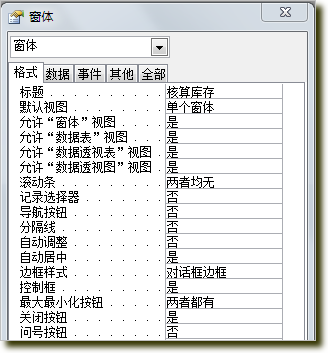 窗体
窗体
格式 数据 事件 其他 全部
标题 . . . . . . . . . . . . 核算库存
默认视图 . . . . . . . . . 单个窗体
允许“窗体”视图 . . . . . 是
允许“数据表”视图 . . . . 是
允许“数据透视表”视图 . . 是
允许“数据透视图”视图 . . 是
滚动条 . . . . . . . . . . 两者均无
记录选择器 . . . . . . . . 否
导航按钮 . . . . . . . . . 否
分隔线 . . . . . . . . . . 否
自动调整 . . . . . . . . . 否
自动居中 . . . . . . . . . 是
边框样式 . . . . . . . . . 对话框边框
控制框 . . . . . . . . . . 是
最大最小化按钮 . . . . . . 两者都有
关闭按钮 . . . . . . . . . 是
问号按钮 . . . . . . . . . 否